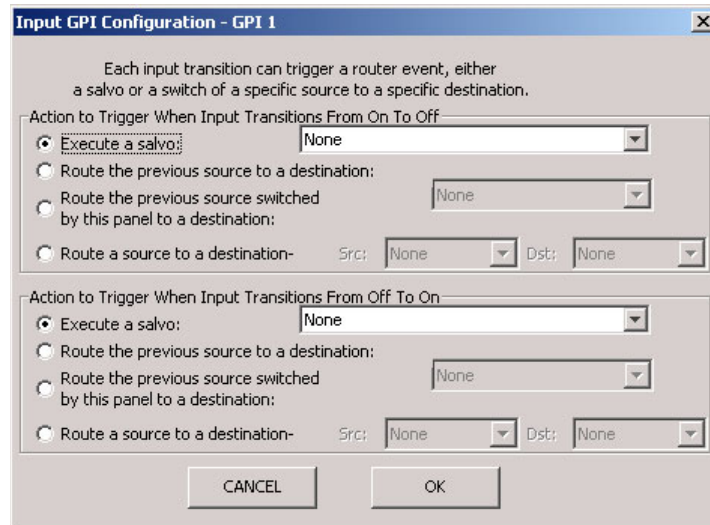 Input GPI Configuration - GPI 1
Each input transition can trigger a router event, either
a salvo or a switch of a specific source to a specific destination.
Action to Trigger When Input Transitions From On To Off
Execute a salvo: None
Route the previous source to a destination:
Route the previous source switched
by this panel to a destination:
None
Route a source to a destination- Src: None Dst: None
Action to Trigger When Input Transitions From Off To On
Execute a salvo: None
Route the previous source to a destination:
Route the previous source switched
by this panel to a destination:
None
Route a source to a destination- Src: None Dst: None
CANCEL OK